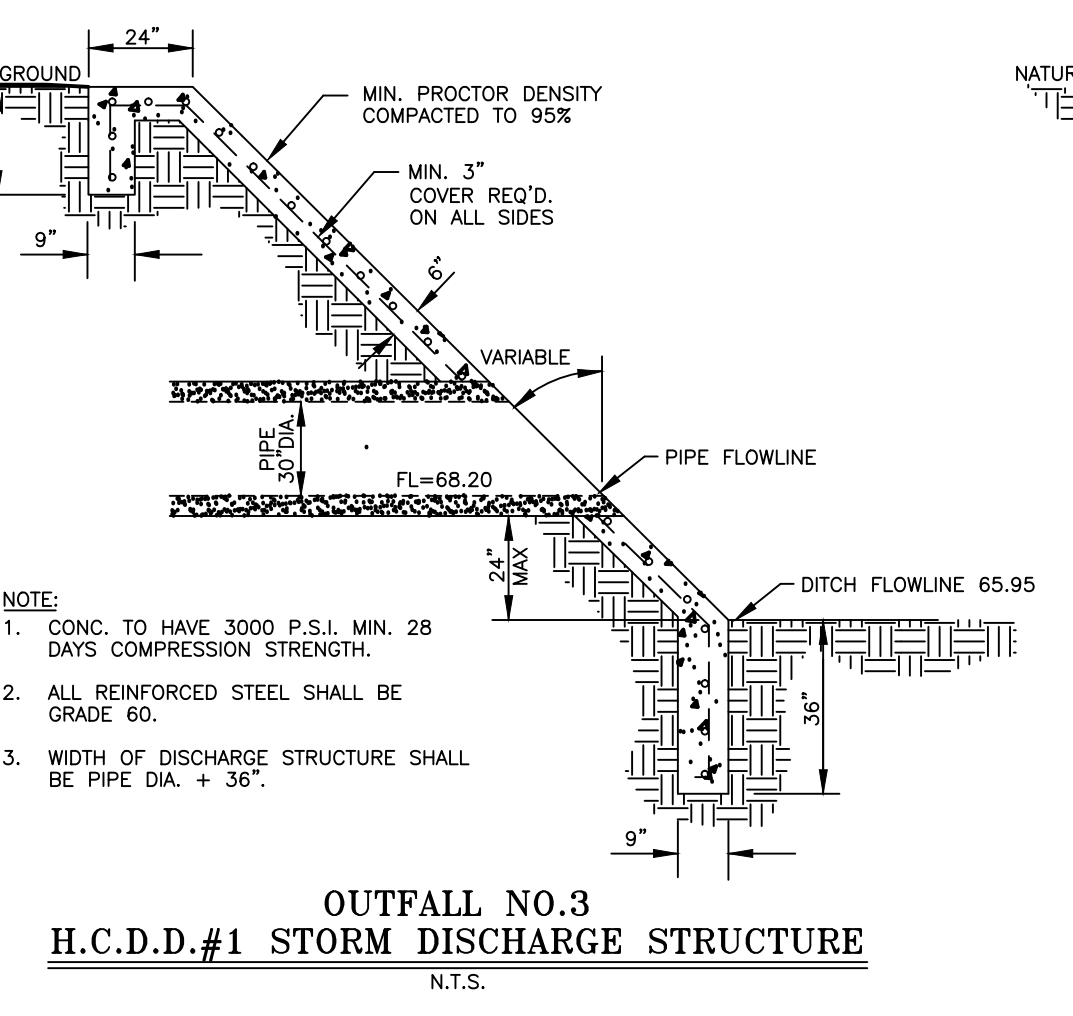 24"
GROUND
NATUR
MIN. PROCTOR DENSITY
COMPACTED TO 95%
MIN. 3"
COVER REQ'D.
ON ALL SIDES
9"
6"
VARIABLE
PIPE
30"DIA.
PIPE FLOWLINE
FL=68.20
24"
MAX
DITCH FLOWLINE 65.95
NOTE:
1. CONC. TO HAVE 3000 P.S.I. MIN. 28
DAYS COMPRESSION STRENGTH.
2. ALL REINFORCED STEEL SHALL BE
GRADE 60.
3. WIDTH OF DISCHARGE STRUCTURE SHALL
BE PIPE DIA. + 36".
36"
9"
OUTFALL NO.3
H.C.D.D.#1 STORM DISCHARGE STRUCTURE
N.T.S.